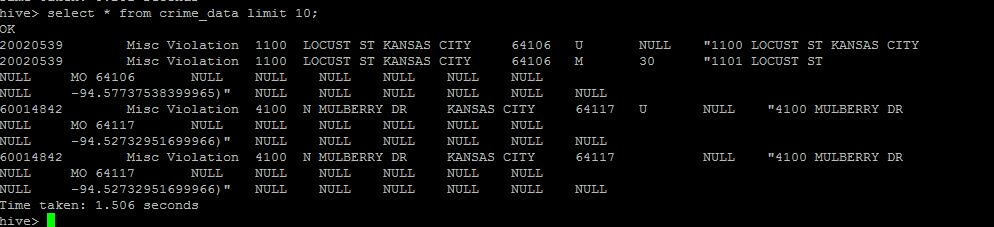 hive> select * from crime_data limit 10;
OK
20020539 Misc Violation 1100 LOCUST ST KANSAS CITY 64106 U NULL "1100 LOCUST ST KANSAS CITY
20020539 Misc Violation 1100 LOCUST ST KANSAS CITY 64106 M 30 "1101 LOCUST ST
NULL MO 64106 NULL NULL NULL NULL NULL NULL
NULL -94.57737538399965)" NULL NULL NULL NULL NULL NULL
60014842 Misc Violation 4100 N MULBERRY DR KANSAS CITY 64117 U NULL "4100 MULBERRY DR
NULL MO 64117 NULL NULL NULL NULL NULL NULL
NULL -94.52732951699966)" NULL NULL NULL NULL NULL NULL
60014842 Misc Violation 4100 N MULBERRY DR KANSAS CITY 64117 NULL "4100 MULBERRY DR
NULL MO 64117 NULL NULL NULL NULL NULL NULL
NULL -94.52732951699966)" NULL NULL NULL NULL NULL NULL
Time taken: 1.506 seconds
hive>